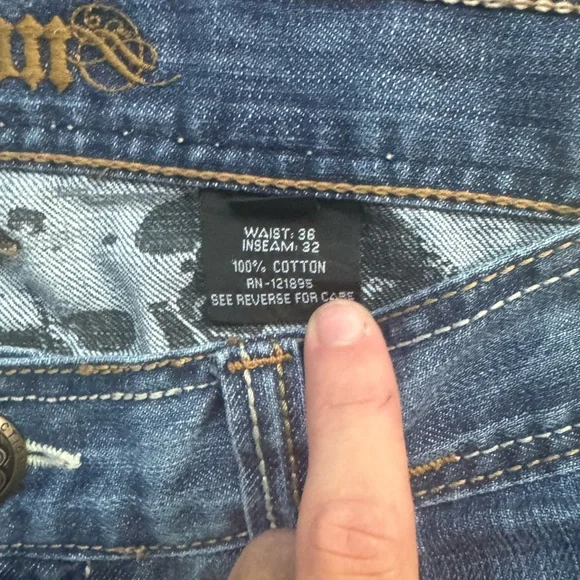 WAIST: 36
INSEAM: 32
100% COTTON
RN-121895
SEE REVERSE FOR CARE